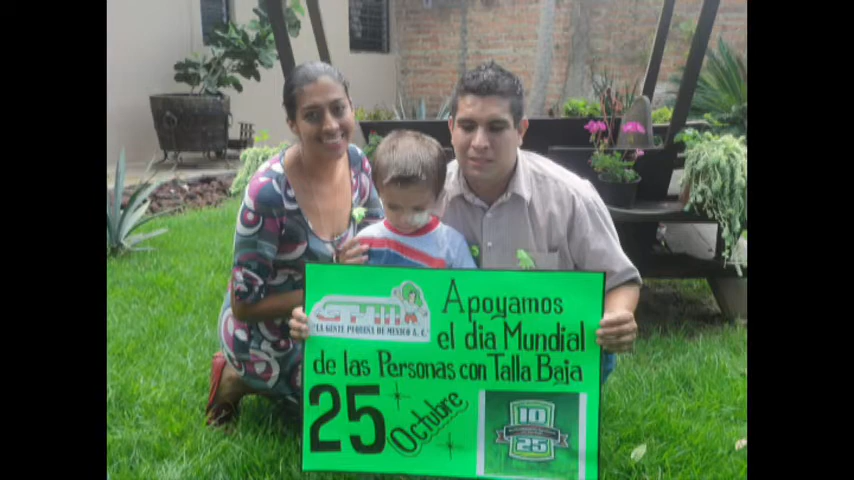 "LA GENTE PEQUEÑA DE MEXICO A. C."
Apoyamos
el dia Mundial
de las Personas con Talla Baja
25 Octubre
10
25